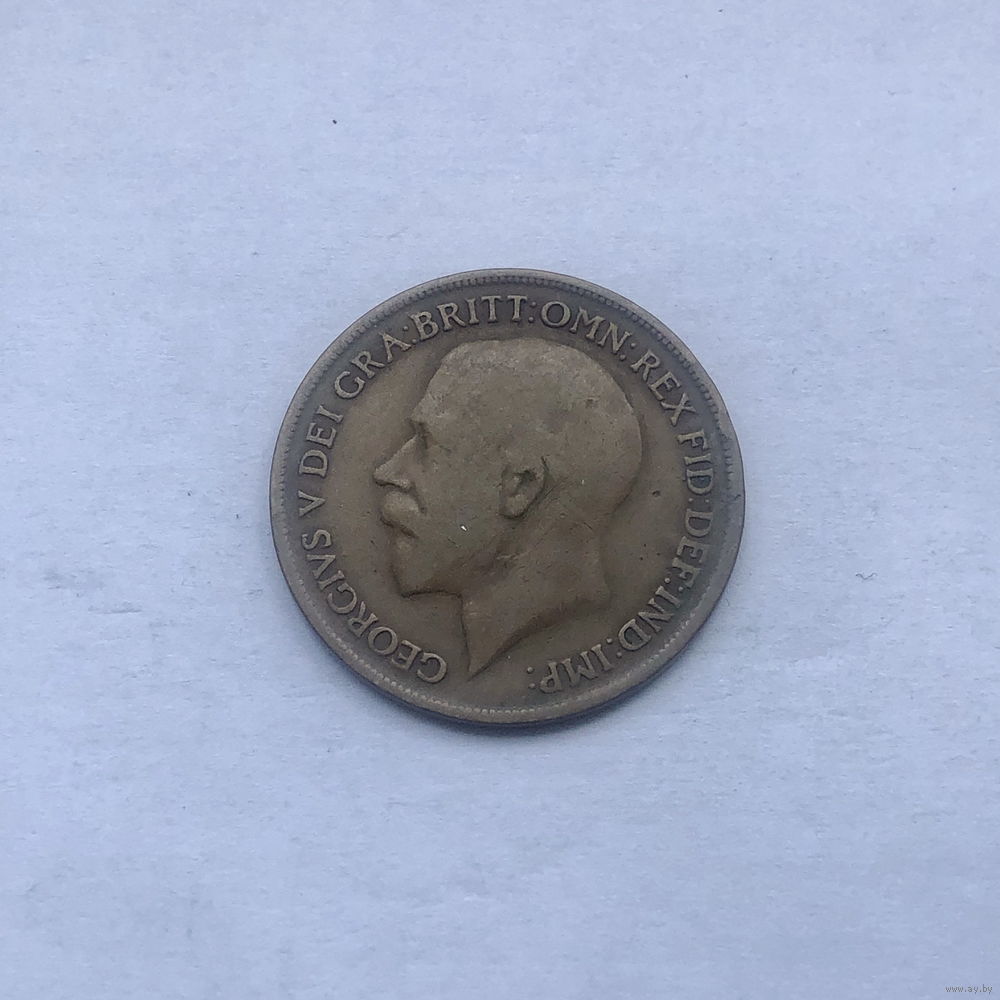 GEORGIVS V DEI GRA:BRITT:OMN:REX FID:DEF:IND:IMP:
www.ay.by